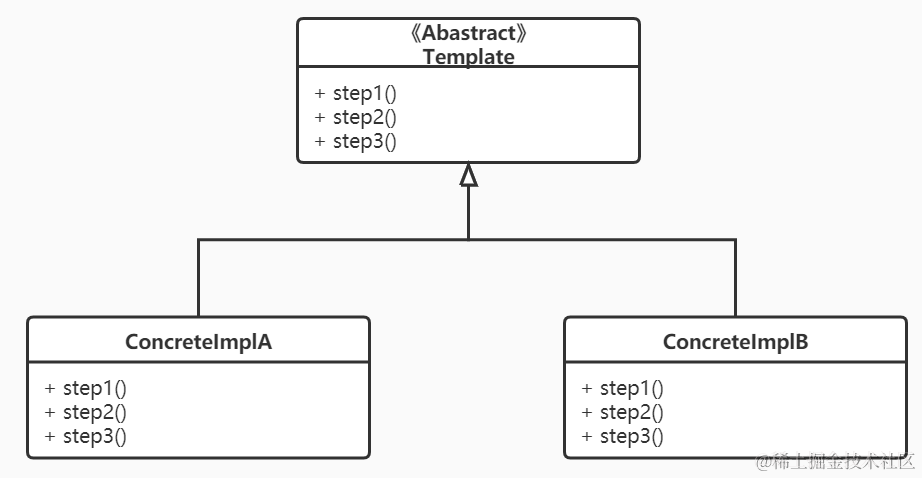 《Abastract》
Template
+ step1()
+ step2()
+ step3()
ConcreteImplA
+ step1()
+ step2()
+ step3()
ConcreteImplB
+ step1()
+ step2()
+ step3()
@稀土掘金技术社区